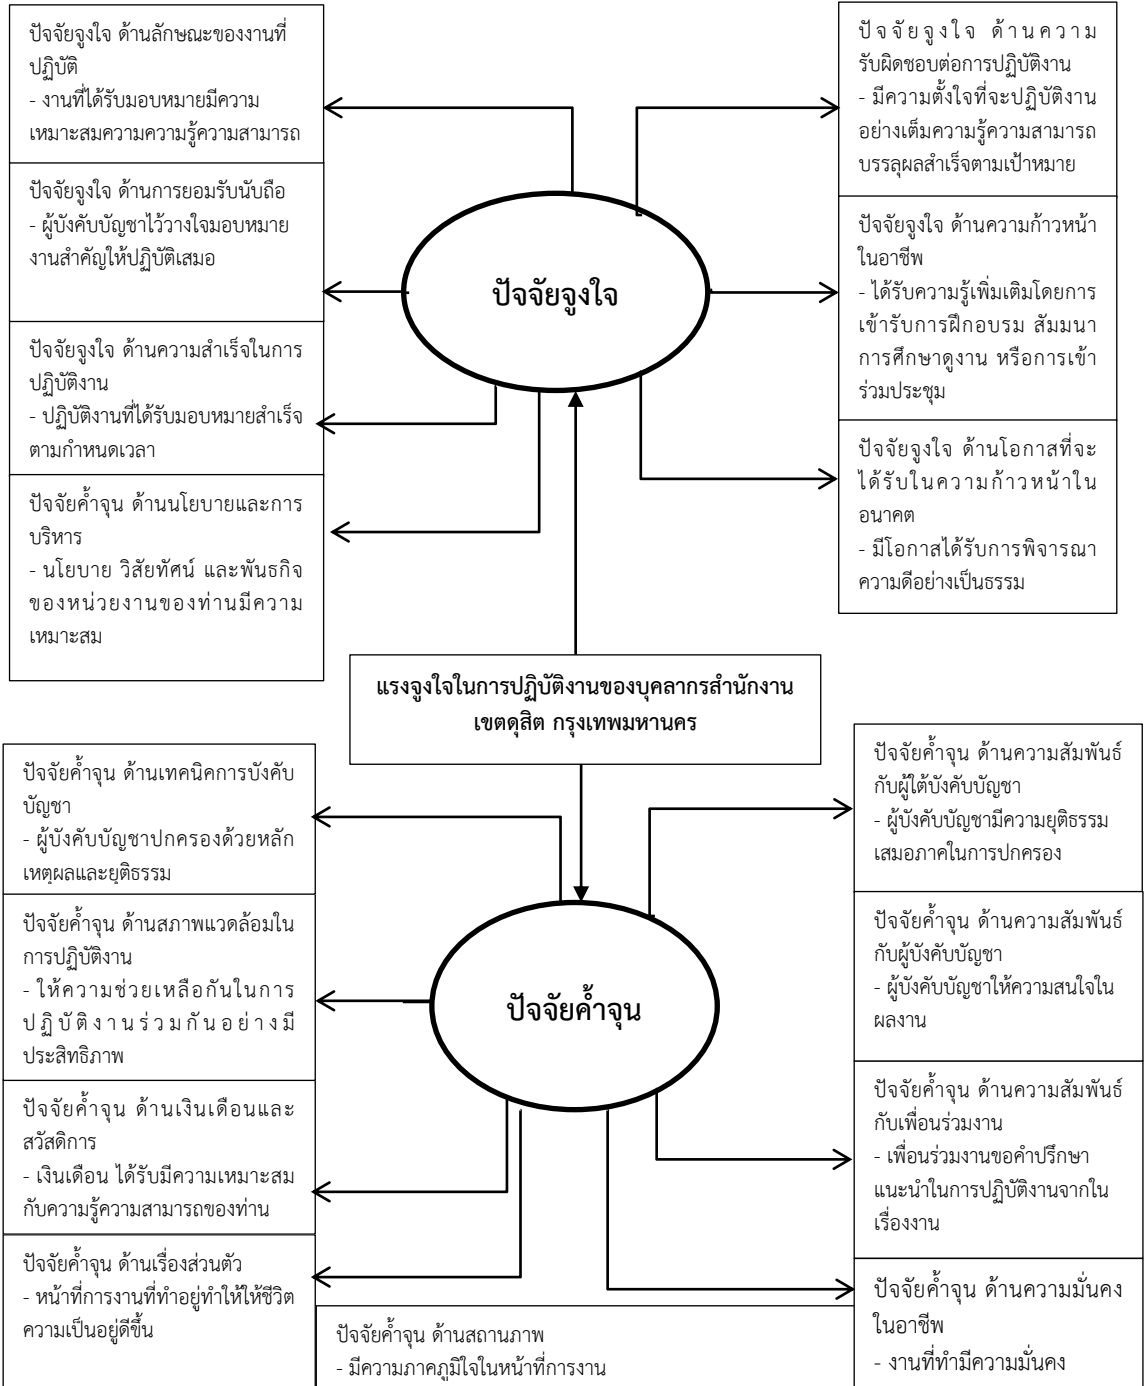 ปัจจัยจูงใจ ด้านลักษณะของงานที่
ปฏิบัติ
- งานที่ได้รับมอบหมายมีความ
เหมาะสมความความรู้ความสามารถ
ปัจจัยจูงใจ ด้านการยอมรับนับถือ
- ผู้บังคับบัญชาไว้วางใจมอบหมาย
งานสำคัญให้ปฏิบัติเสมอ
ปัจจัยจูงใจ ด้านความสำเร็จในการ
ปฏิบัติงาน
- ปฏิบัติงานที่ได้รับมอบหมายสำเร็จ
ตามกำหนดเวลา
ปัจจัยค้ำจุน ด้านนโยบายและการ
บริหาร
- นโยบาย วิสัยทัศน์ และพันธกิจ
ของหน่วยงานของท่านมีความ
เหมาะสม
ปัจจัยจูงใจ
ปัจจัยจูงใจ ด้านความ
รับผิดชอบต่อการปฏิบัติงาน
- มีความตั้งใจที่จะปฏิบัติงาน
อย่างเต็มความรู้ความสามารถ
บรรลุผลสำเร็จตามเป้าหมาย
ปัจจัยจูงใจ ด้านความก้าวหน้า
ในอาชีพ
- ได้รับความรู้เพิ่มเติมโดยการ
เข้ารับการฝึกอบรม สัมมนา
การศึกษาดูงาน หรือการเข้า
ร่วมประชุม
ปัจจัยจูงใจ ด้านโอกาสที่จะ
ได้รับในความก้าวหน้าใน
อนาคต
- มีโอกาสได้รับการพิจารณา
ความดีอย่างเป็นธรรม
แรงจูงใจในการปฏิบัติงานของบุคลากรสำนักงาน
เขตดุสิต กรุงเทพมหานคร
ปัจจัยค้ำจุน ด้านเทคนิคการบังคับ
บัญชา
- ผู้บังคับบัญชาปกครองด้วยหลัก
เหตุผลและยุติธรรม
ปัจจัยค้ำจุน ด้านสภาพแวดล้อมใน
การปฏิบัติงาน
- ให้ความช่วยเหลือกันในการ
ปฏิบัติงานร่วมกันอย่างมี
ประสิทธิภาพ
ปัจจัยค้ำจุน ด้านเงินเดือนและ
สวัสดิการ
- เงินเดือน ได้รับมีความเหมาะสม
กับความรู้ความสามารถของท่าน
ปัจจัยค้ำจุน ด้านเรื่องส่วนตัว
- หน้าที่การงานที่ทำอยู่ทำให้ให้ชีวิต
ความเป็นอยู่ดีขึ้น
ปัจจัยค้ำจุน
ปัจจัยค้ำจุน ด้านสถานภาพ
- มีความภาคภูมิใจในหน้าที่การงาน
ปัจจัยค้ำจุน ด้านความสัมพันธ์
กับผู้ใต้บังคับบัญชา
- ผู้บังคับบัญชามีความยุติธรรม
เสมอภาคในการปกครอง
ปัจจัยค้ำจุน ด้านความสัมพันธ์
กับผู้บังคับบัญชา
- ผู้บังคับบัญชาให้ความสนใจใน
ผลงาน
ปัจจัยค้ำจุน ด้านความสัมพันธ์
กับเพื่อนร่วมงาน
- เพื่อนร่วมงานขอคำปรึกษา
แนะนำในการปฏิบัติงานจากใน
เรื่องงาน
ปัจจัยค้ำจุน ด้านความมั่นคง
ในอาชีพ
- งานที่ทำมีความมั่นคง